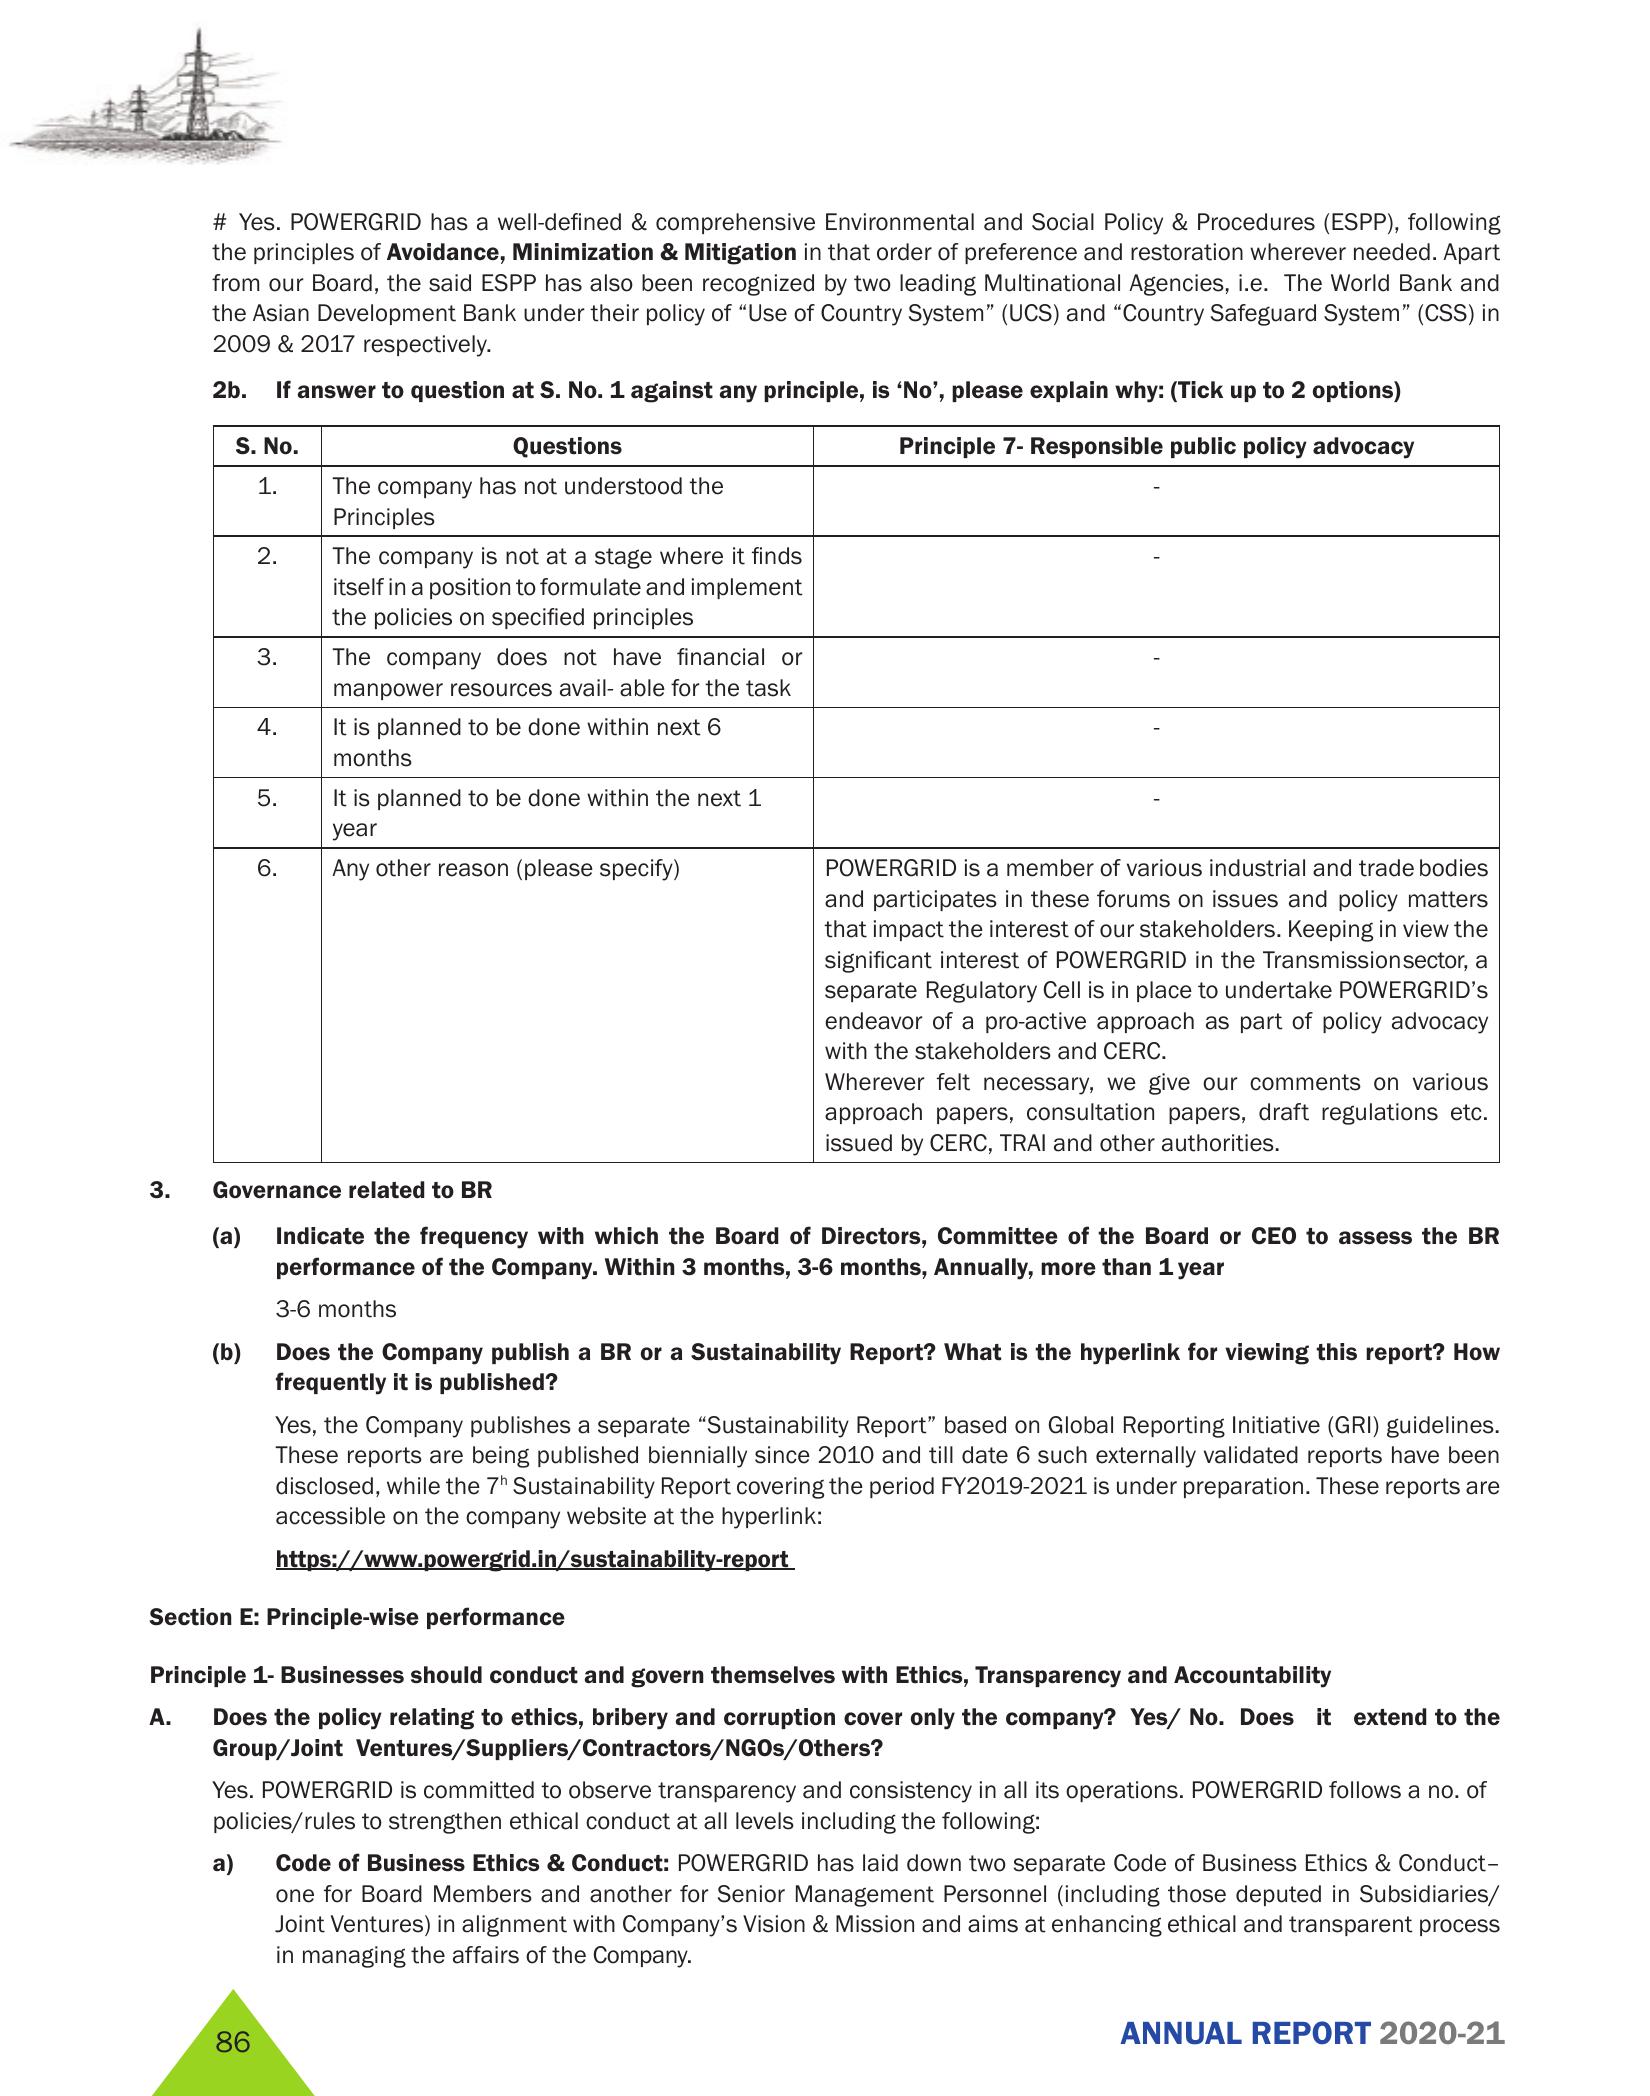 # Yes. POWERGRID has a well-defined & comprehensive Environmental and Social Policy & Procedures (ESPP), following
the principles of Avoidance, Minimization & Mitigation in that order of preference and restoration wherever needed. Apart
from our Board, the said ESPP has also been recognized by two leading Multinational Agencies, i.e. The World Bank and
the Asian Development Bank under their policy of “Use of Country System” (UCS) and “Country Safeguard System” (CSS) in
2009 & 2017 respectively.
2b. If answer to question at S. No. 1 against any principle, is ‘No’, please explain why: (Tick up to 2 options)
S. No. Questions Principle 7- Responsible public policy advocacy
1. The company has not understood the -
Principles
2. The company is not at a stage where it finds -
itself in a position to formulate and implement
the policies on specified principles
3. The company does not have financial or -
manpower resources avail- able for the task
4. It is planned to be done within next 6 -
months
5. It is planned to be done within the next 1 -
year
6. Any other reason (please specify) POWERGRID is a member of various industrial and trade bodies
and participates in these forums on issues and policy matters
that impact the interest of our stakeholders. Keeping in view the
significant interest of POWERGRID in the Transmissionsector, a
separate Regulatory Cell is in place to undertake POWERGRID’s
endeavor of a pro-active approach as part of policy advocacy
with the stakeholders and CERC.
Wherever felt necessary, we give our comments on various
approach papers, consultation papers, draft regulations etc.
issued by CERC, TRAI and other authorities.
3. Governance related to BR
(a) Indicate the frequency with which the Board of Directors, Committee of the Board or CEO to assess the BR
performance of the Company. Within 3 months, 3-6 months, Annually, more than 1 year
3-6 months
(b) Does the Company publish a BR or a Sustainability Report? What is the hyperlink for viewing this report? How
frequently it is published?
Yes, the Company publishes a separate “Sustainability Report” based on Global Reporting Initiative (GRI) guidelines.
These reports are being published biennially since 2010 and till date 6 such externally validated reports have been
disclosed, while the 7h Sustainability Report covering the period FY2019-2021 is under preparation. These reports are
accessible on the company website at the hyperlink:
https://www.powergrid.in/sustainability-report
Section E: Principle-wise performance
Principle 1- Businesses should conduct and govern themselves with Ethics, Transparency and Accountability
A. Does the policy relating to ethics, bribery and corruption cover only the company? Yes/ No. Does it extend to the
Group/Joint Ventures/Suppliers/Contractors/NGOs/Others?
Yes. POWERGRID is committed to observe transparency and consistency in all its operations. POWERGRID follows a no. of
policies/rules to strengthen ethical conduct at all levels including the following:
a) Code of Business Ethics & Conduct: POWERGRID has laid down two separate Code of Business Ethics & Conduct–
one for Board Members and another for Senior Management Personnel (including those deputed in Subsidiaries/
Joint Ventures) in alignment with Company’s Vision & Mission and aims at enhancing ethical and transparent process
in managing the affairs of the Company.
86
ANNUAL REPORT 2020-21